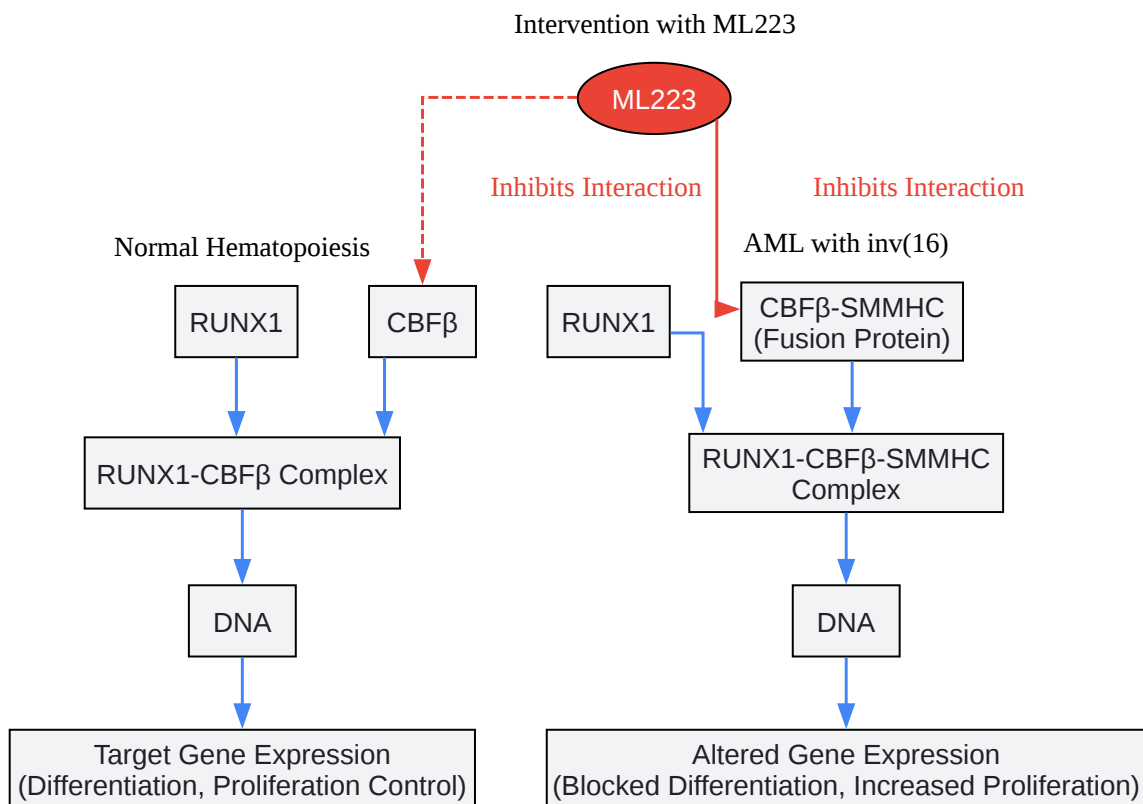 Intervention with ML223
ML223
Inhibits Interaction
Inhibits Interaction
Normal Hematopoiesis
AML with inv(16)
RUNX1
CBFβ
RUNX1
CBFβ-SMMHC
(Fusion Protein)
RUNX1-CBFβ Complex
RUNX1-CBFβ-SMMHC
Complex
DNA
DNA
Target Gene Expression
(Differentiation, Proliferation Control)
Altered Gene Expression
(Blocked Differentiation, Increased Proliferation)